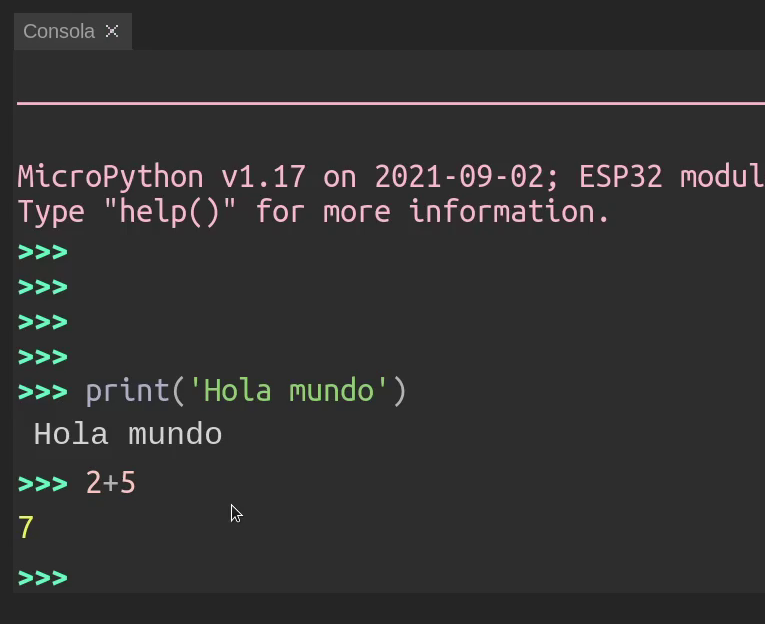 Consola
MicroPython v1.17 on 2021-09-02; ESP32 modul
Type "help()" for more information.
>>>
>>>
>>>
>>>
>>> print('Hola mundo')
Hola mundo
>>> 2+5
7
>>>